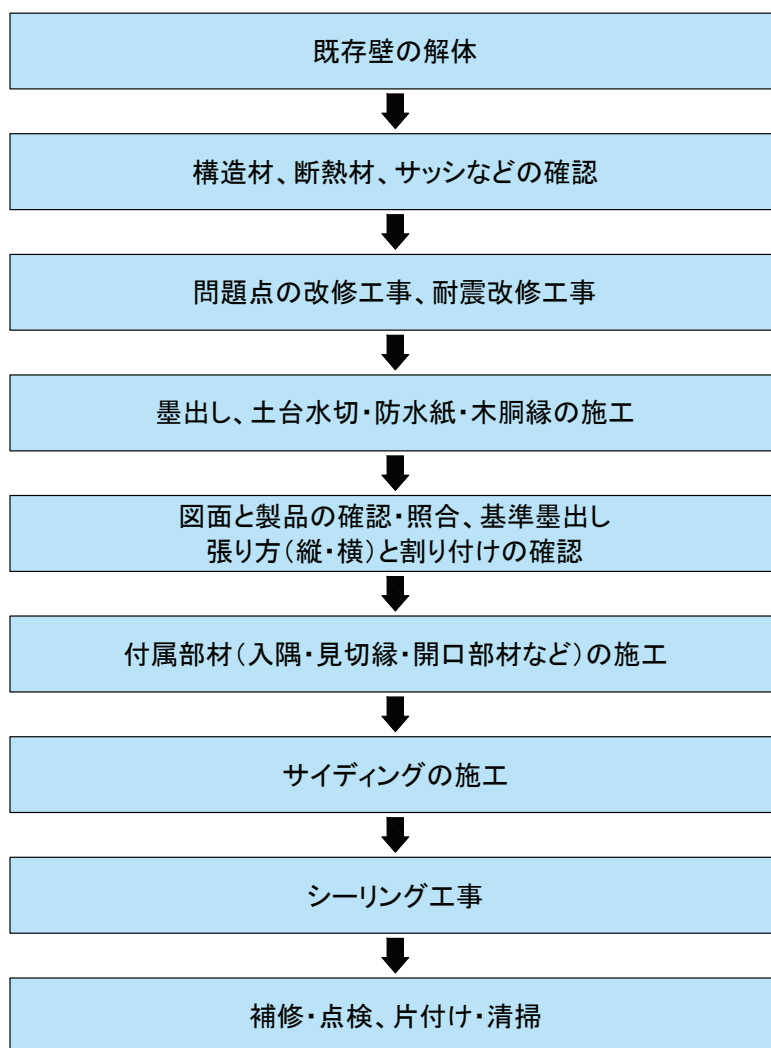 既存壁の解体
構造材、断熱材、サッシなどの確認
問題点の改修工事、耐震改修工事
墨出し、土台水切・防水紙・木胴縁の施工
図面と製品の確認・照合、基準墨出し
張り方(縦・横)と割り付けの確認
付属部材(入隅・見切縁・開口部材など)の施工
サイディングの施工
シーリング工事
補修・点検、片付け・清掃